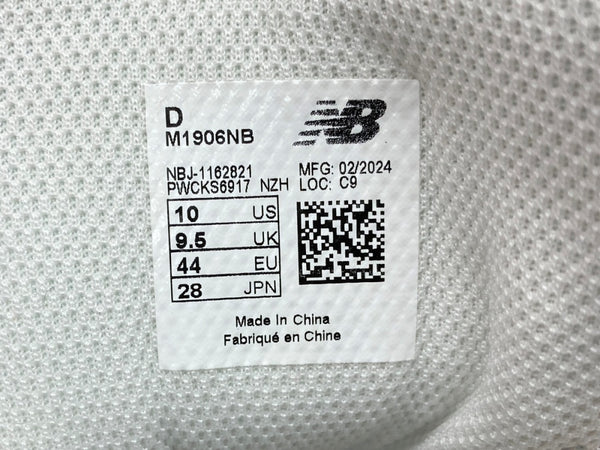 D
M1906NB
NB
NBJ-1162821
PWCKS6917 NZH
MFG: 02/2024
LOC: C9
10 US
9.5 UK
44 EU
28 JPN
Made In China
Fabriqué en Chine